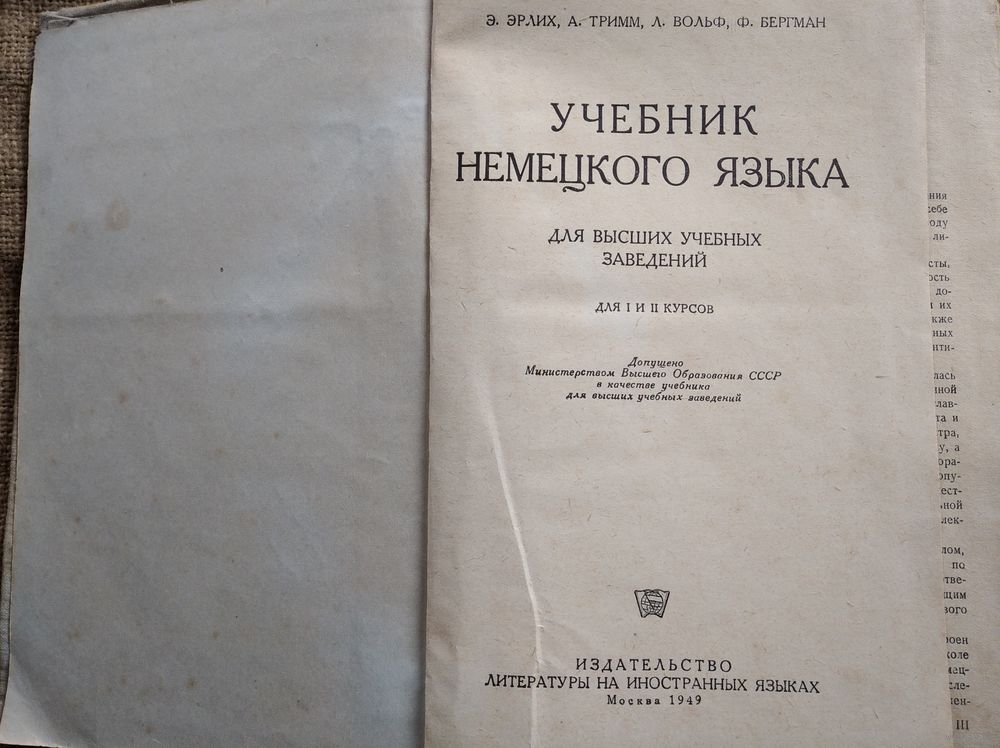 Э. ЭРЛИХ, А. ТРИММ, Л. ВОЛЬФ, Ф. БЕРГМАН
УЧЕБНИК
НЕМЕЦКОГО ЯЗЫКА
ДЛЯ ВЫСШИХ УЧЕБНЫХ
ЗАВЕДЕНИЙ
ДЛЯ I И II КУРСОВ
Допущено
Министерством Высшего Образования СССР
в качестве учебника
для высших учебных заведений
ИЗДАТЕЛЬСТВО
ЛИТЕРАТУРЫ НА ИНОСТРАННЫХ ЯЗЫКАХ
Москва 1949
III